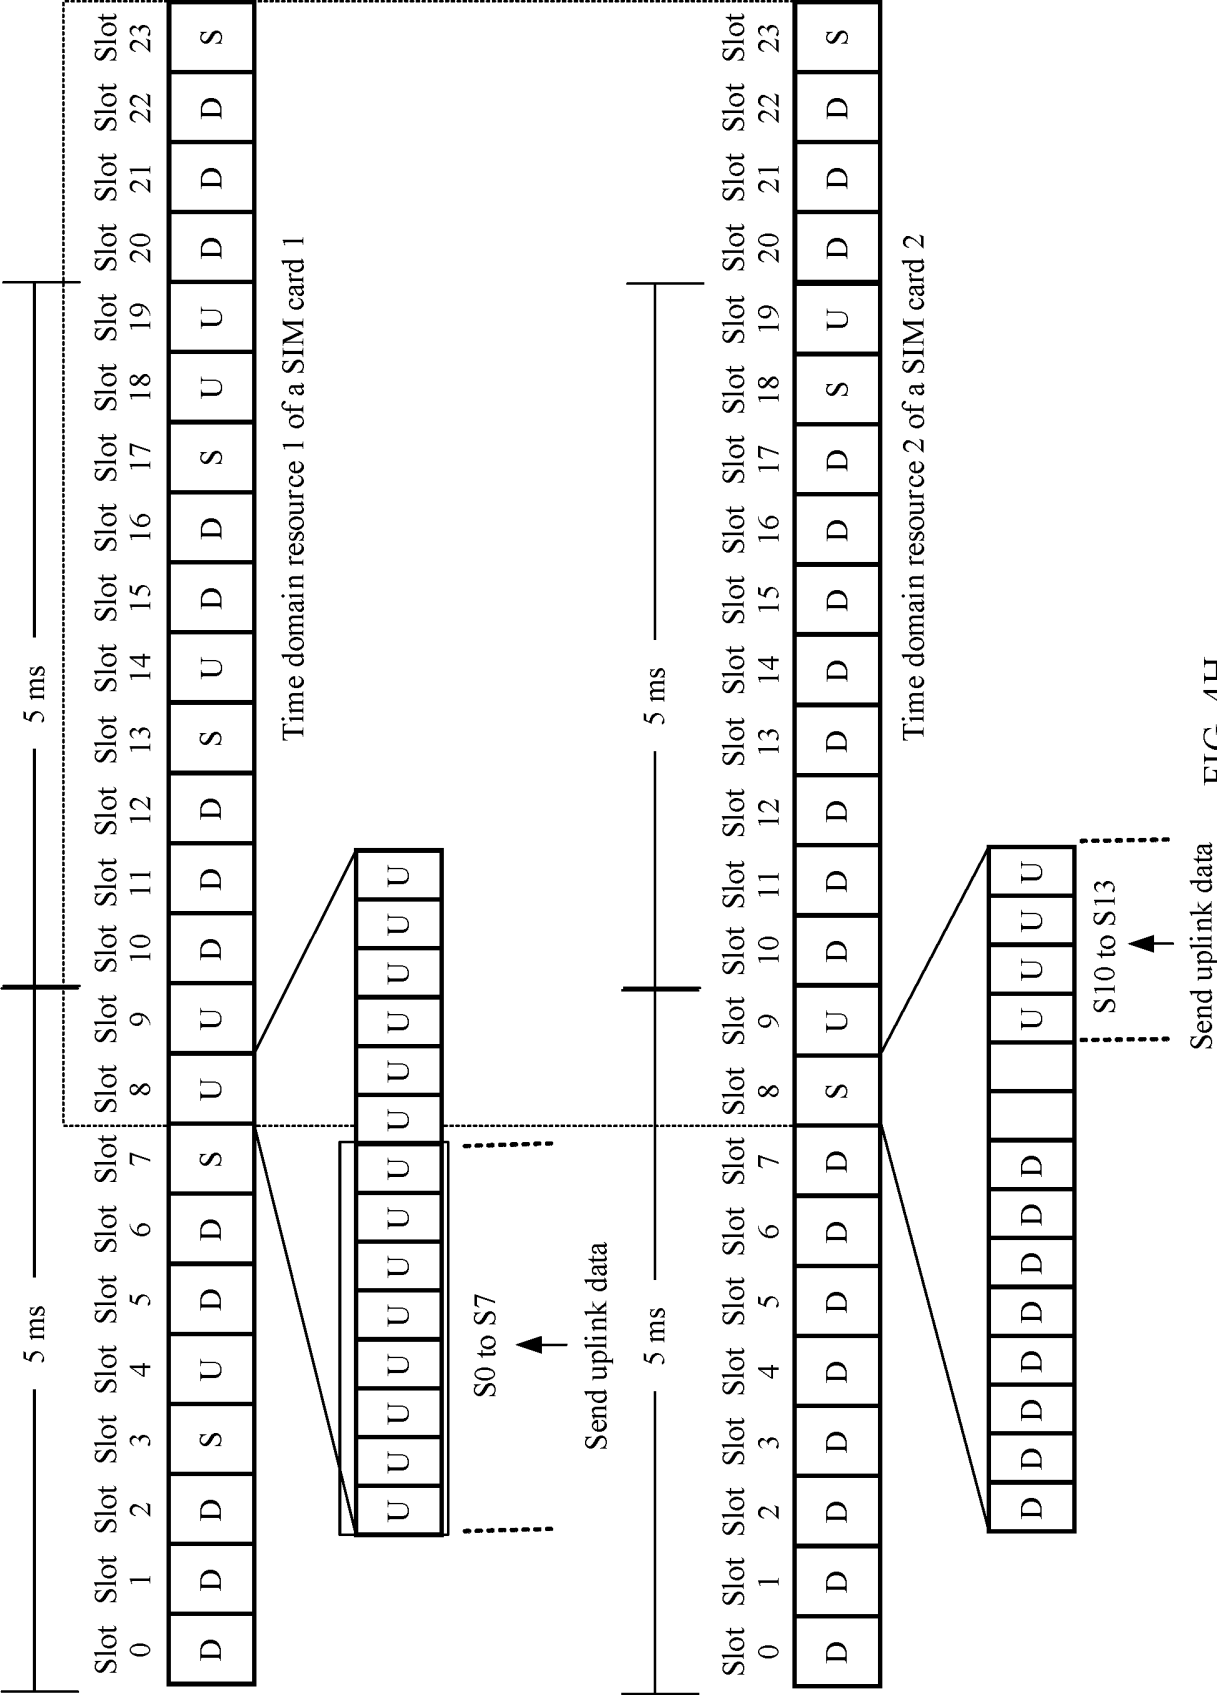 5 ms 5 ms
Slot Slot Slot Slot Slot Slot Slot Slot Slot Slot Slot Slot Slot Slot Slot Slot Slot Slot Slot Slot Slot Slot Slot Slot
0 1 2 3 4 5 6 7 8 9 10 11 12 13 14 15 16 17 18 19 20 21 22 23
D D D S U D D S U U D D D S U D D S U U D D D S
Time domain resource 1 of a SIM card 1
U U U U U U U U U U U U U U
S0 to S7
Send uplink data
5 ms 5 ms
Slot Slot Slot Slot Slot Slot Slot Slot Slot Slot Slot Slot Slot Slot Slot Slot Slot Slot Slot Slot Slot Slot Slot Slot
0 1 2 3 4 5 6 7 8 9 10 11 12 13 14 15 16 17 18 19 20 21 22 23
D D D D D D D D S U D D D D D D D D S U D D D S
Time domain resource 2 of a SIM card 2
D D D D D D D D U U U U
S10 to S13
Send uplink data
FIG. 4H